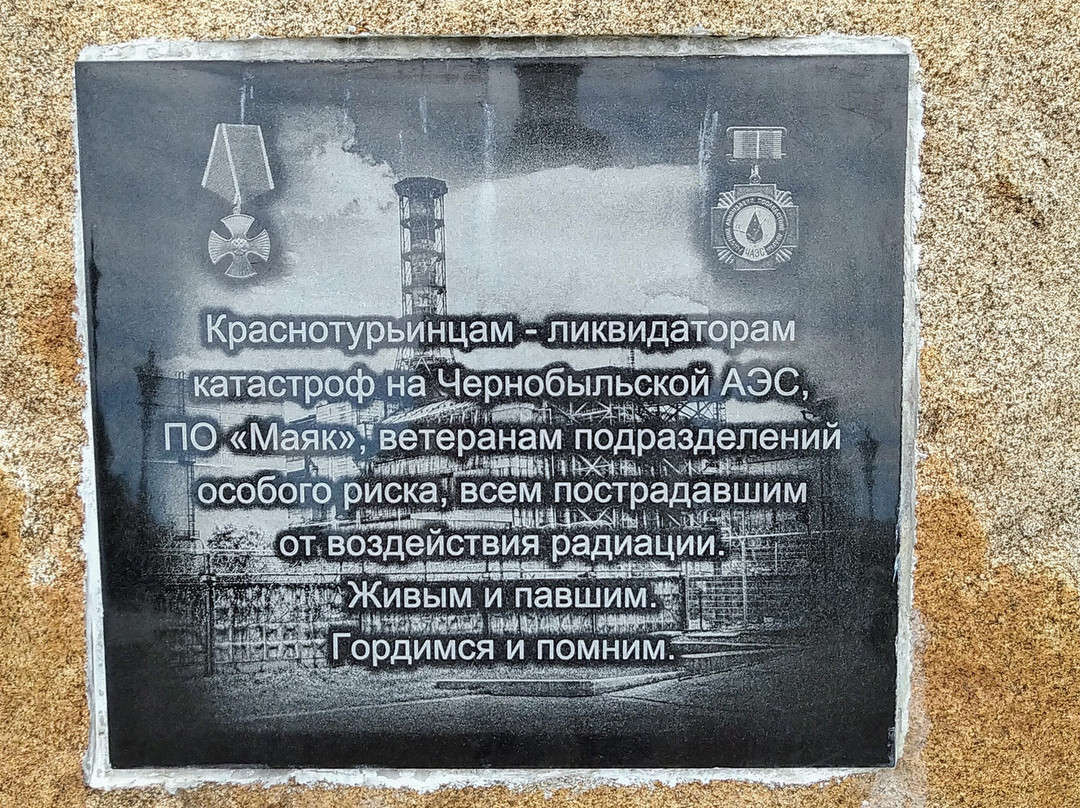 Краснотурьинцам - ликвидаторам
катастроф на Чернобыльской АЭС,
ПО «Маяк», ветеранам подразделений
особого риска, всем пострадавшим
от воздействия радиации.
Живым и павшим.
Гордимся и помним.
ЧАЭС